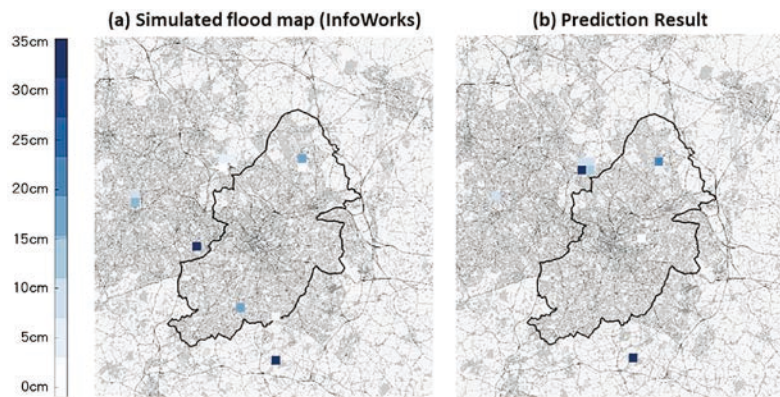 (a) Simulated flood map (InfoWorks)
(b) Prediction Result
35cm
30cm
25cm
20cm
15cm
10cm
5cm
0cm